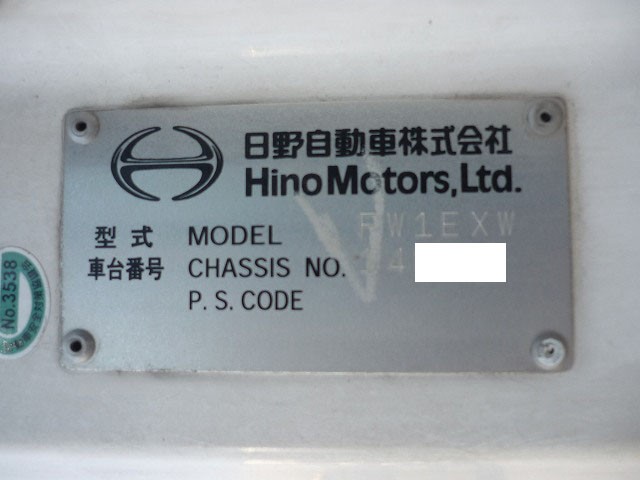 日野自動車株式会社
Hino Motors, Ltd.
型式 MODEL FW1EXW
車台番号 CHASSIS NO.
P. S. CODE
No.3538